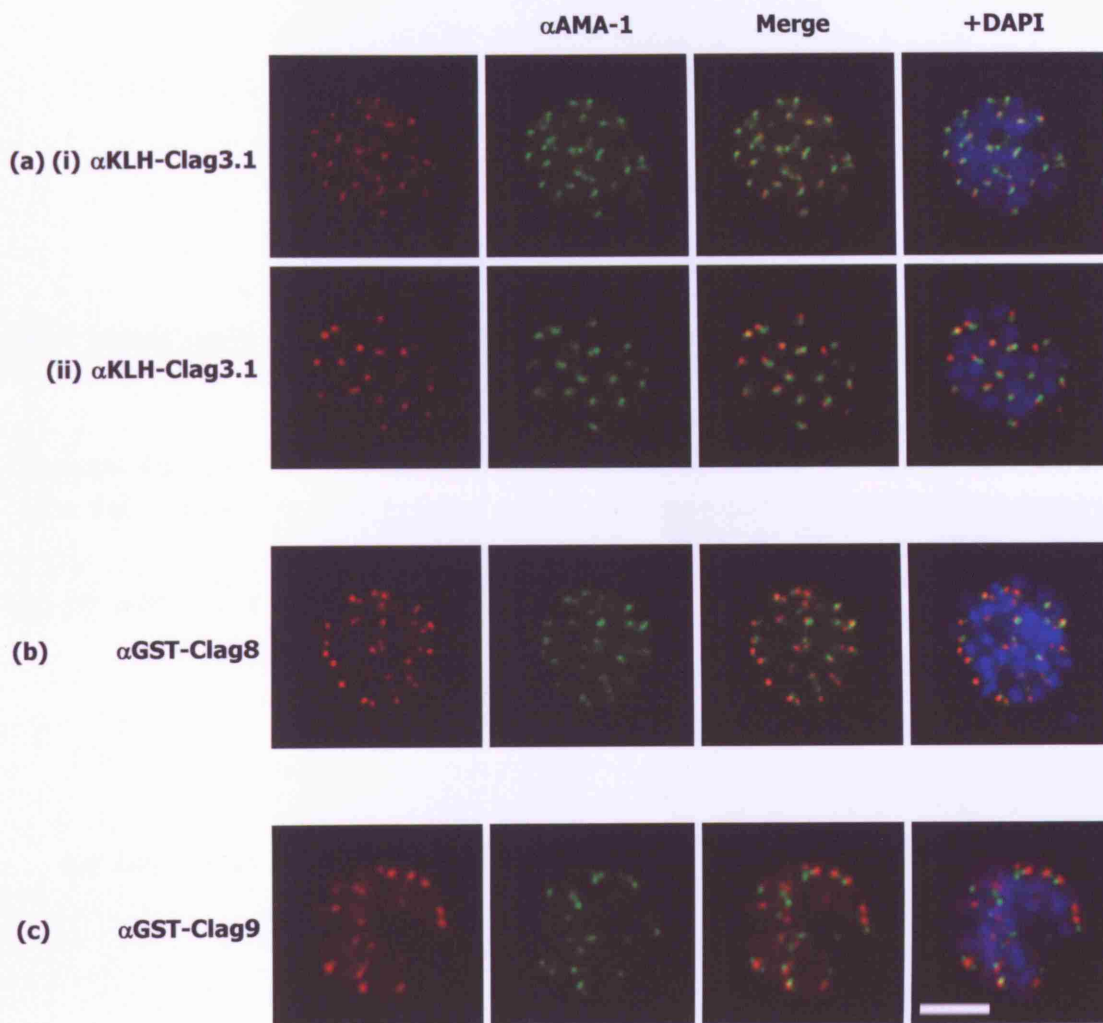 αAMA-1 Merge +DAPI
(a) (i) αKLH-Clag3.1
(ii) αKLH-Clag3.1
(b) αGST-Clag8
(c) αGST-Clag9